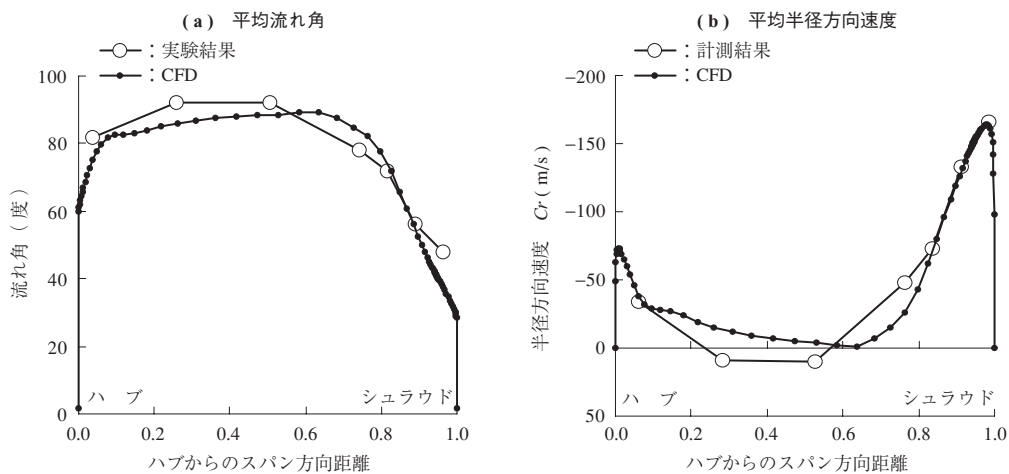 ( a ) 平均流れ角
：実験結果
：CFD
100
80
60
40
20
0
流れ角（度）
ハブ
シュラウド
0.0 0.2 0.4 0.6 0.8 1.0
ハブからのスパン方向距離
( b ) 平均半径方向速度
：計測結果
：CFD
−200
−150
−100
−50
0
50
半径方向速度 Cr ( m/s )
ハブ
シュラウド
0.0 0.2 0.4 0.6 0.8 1.0
ハブからのスパン方向距離